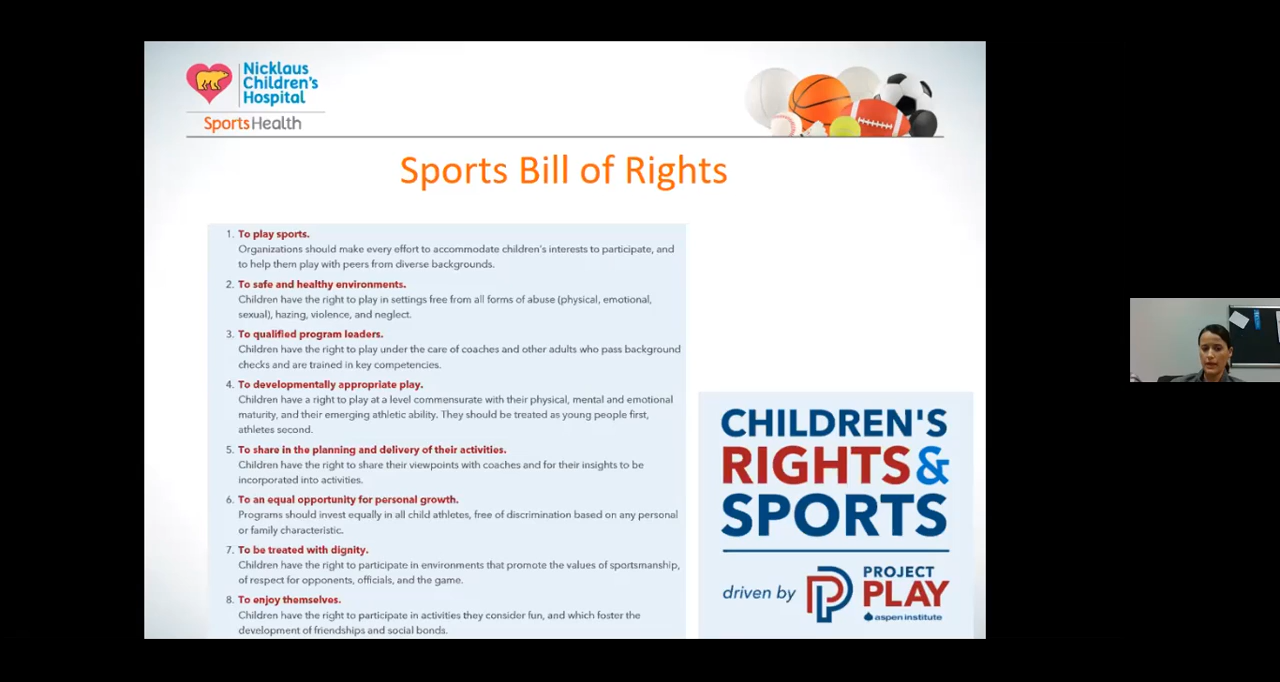 Nicklaus
Children's
Hospital
SportsHealth
Sports Bill of Rights
1. To play sports.
Organizations should make every effort to accommodate children's interests to participate, and
to help them play with peers from diverse backgrounds.
2. To safe and healthy environments.
Children have the right to play in settings free from all forms of abuse (physical, emotional,
sexual), hazing, violence, and neglect.
3. To qualified program leaders.
Children have the right to play under the care of coaches and other adults who pass background
checks and are trained in key competencies.
4. To developmentally appropriate play.
Children have a right to play at a level commensurate with their physical, mental and emotional
maturity, and their emerging athletic ability. They should be treated as young people first,
athletes second.
5. To share in the planning and delivery of their activities.
Children have the right to share their viewpoints with coaches and for their insights to be
incorporated into activities.
6. To an equal opportunity for personal growth.
Programs should invest equally in all child athletes, free of discrimination based on any personal
or family characteristic.
7. To be treated with dignity.
Children have the right to participate in environments that promote the values of sportsmanship,
of respect for opponents, officials, and the game.
8. To enjoy themselves.
Children have the right to participate in activities they consider fun, and which foster the
development of friendships and social bonds.
CHILDREN'S
RIGHTS &
SPORTS
driven by
PROJECT
PLAY
aspen institute